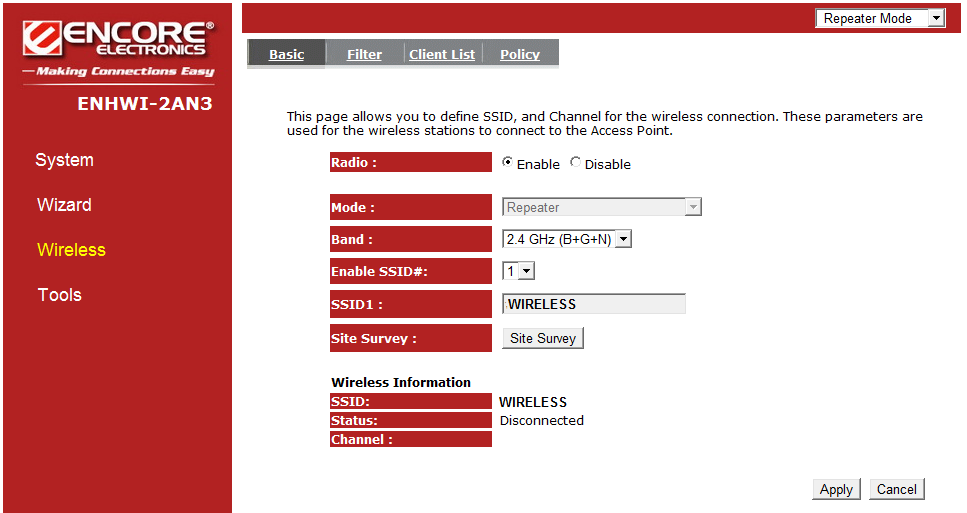 ENCORE®
ELECTRONICS
Making Connections Easy
ENHWI-2AN3
System
Wizard
Wireless
Tools
Repeater Mode
Basic Filter Client List Policy
This page allows you to define SSID, and Channel for the wireless connection. These parameters are
used for the wireless stations to connect to the Access Point.
Radio : Enable Disable
Mode : Repeater
Band : 2.4 GHz (B+G+N)
Enable SSID#: 1
SSID1 : WIRELESS
Site Survey : Site Survey
Wireless Information
SSID: WIRELESS
Status: Disconnected
Channel :
Apply Cancel